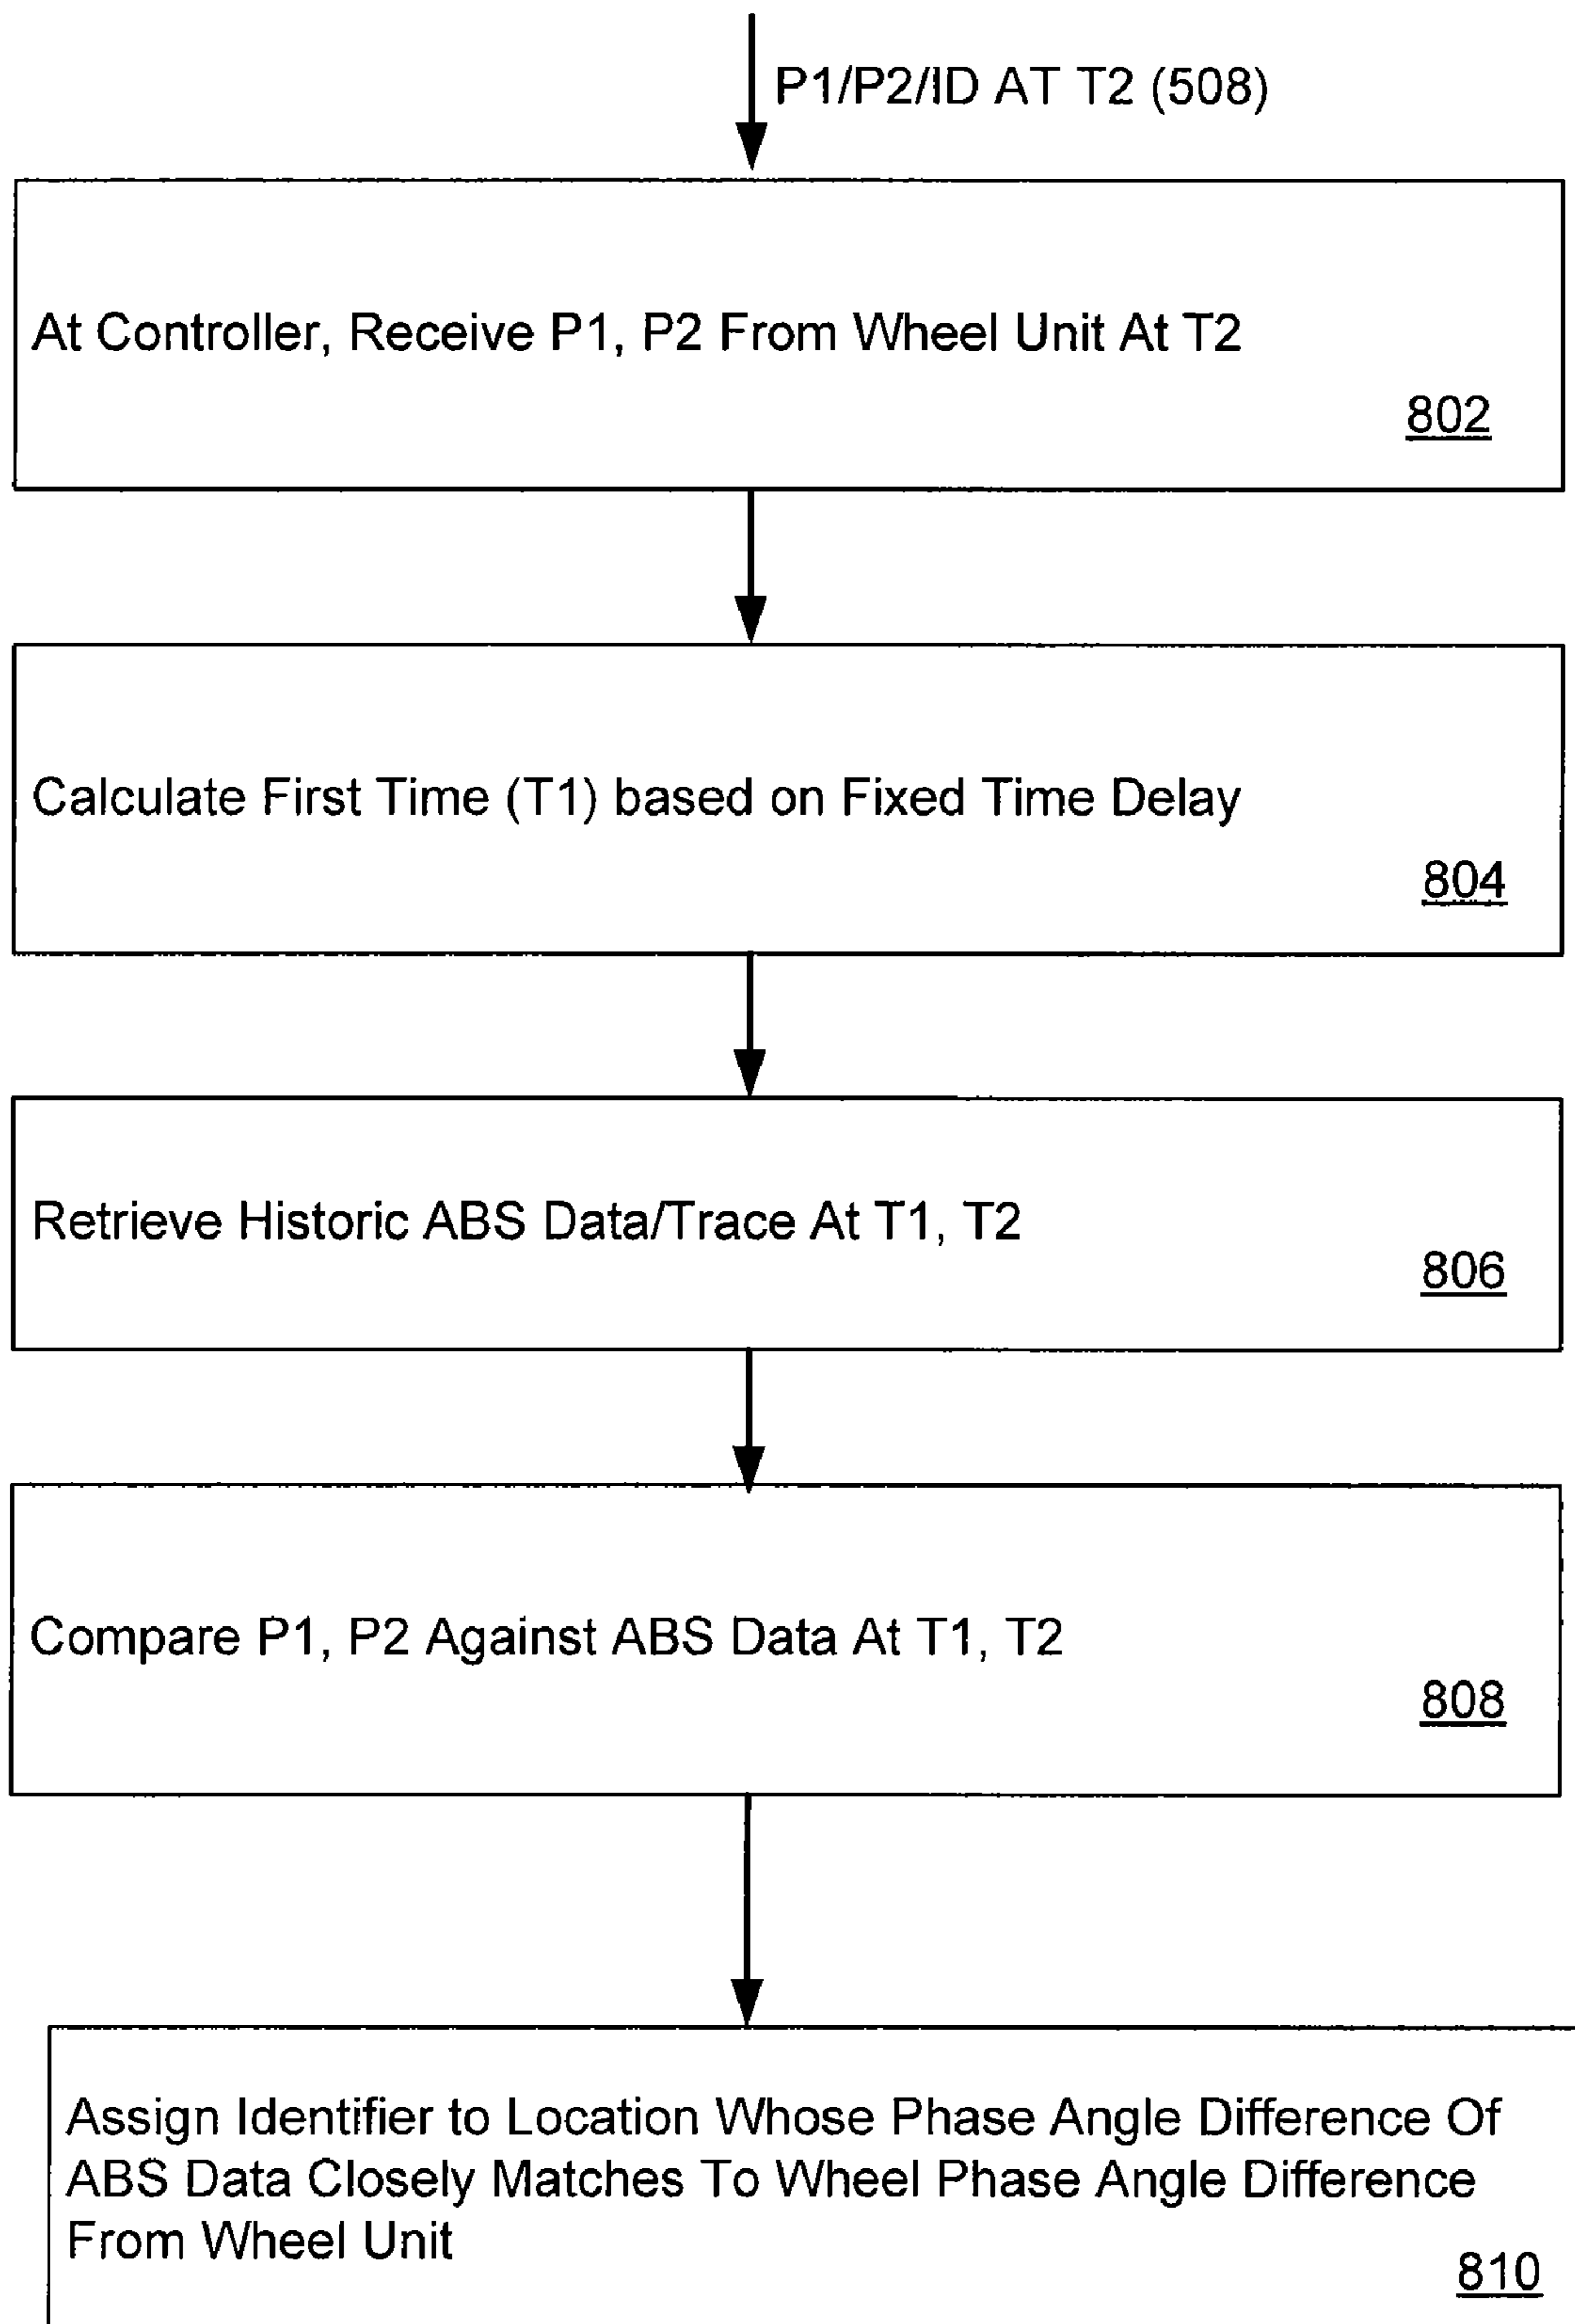 P1/P2/ID AT T2 (508)
At Controller, Receive P1, P2 From Wheel Unit At T2
802
Calculate First Time (T1) based on Fixed Time Delay
804
Retrieve Historic ABS Data/Trace At T1, T2
806
Compare P1, P2 Against ABS Data At T1, T2
808
Assign Identifier to Location Whose Phase Angle Difference Of
ABS Data Closely Matches To Wheel Phase Angle Difference
From Wheel Unit
810